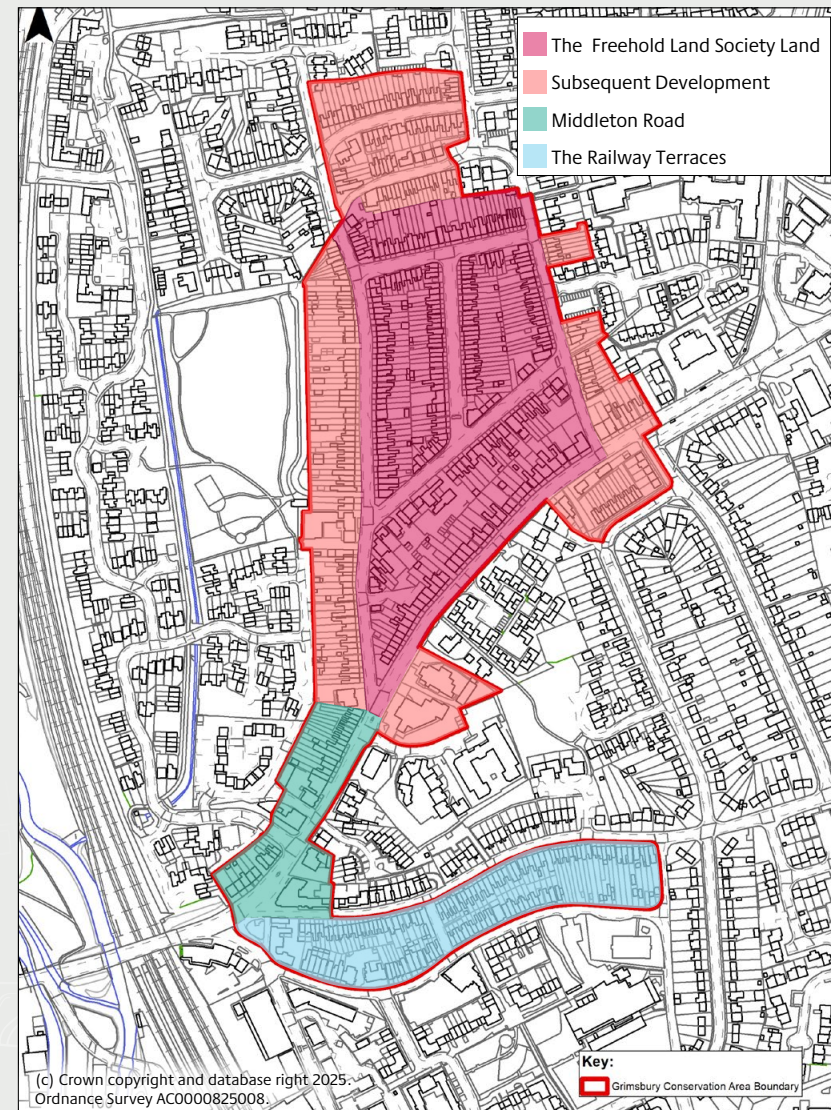 The Freehold Land Society Land
Subsequent Development
Middleton Road
The Railway Terraces
(c) Crown copyright and database right 2025.
Ordnance Survey AC0000825008.
Key:
Grimsbury Conservation Area Boundary